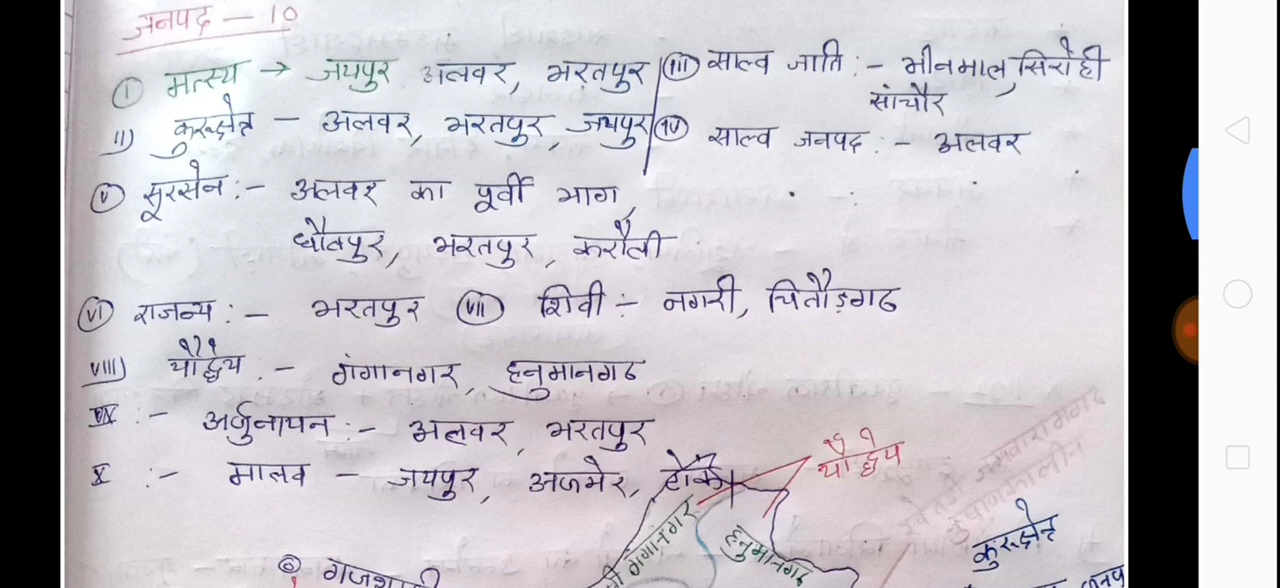 जनपद — 10
① मत्स्य → जयपुर अलवर, भरतपुर
II) कुरूक्षेत्र - अलवर, भरतपुर, जयपुर
(III) साल्व जाति :- भीनमाल, सिरोही
सांचौर
(IV) साल्व जनपद :- अलवर
(V) सूरसेन :- अलवर का पूर्वी भाग,
धौलपुर, भरतपुर, करौली
(VI) राजन्य :- भरतपुर (VII) शिवी :- नगरी, चितौड़गढ
VIII) यौद्धेय :- गंगानगर, हनुमानगढ
IX :- अर्जुनायन :- अलवर, भरतपुर
X :- मालव - जयपुर, अजमेर, टोंक
यौद्धेय
गंगानगर
हनुमानगढ
कुरूक्षेत्र